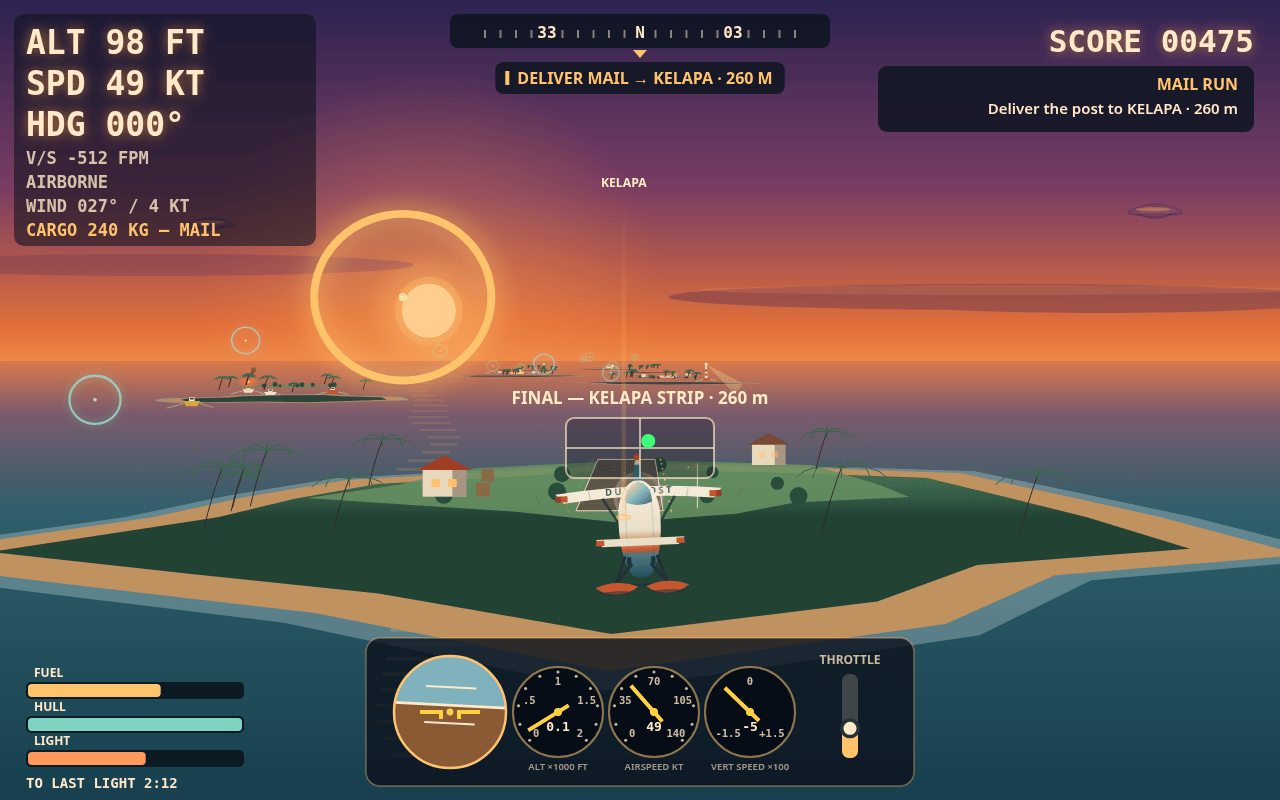 ALT 98 FT
SPD 49 KT
HDG 000°
V/S -512 FPM
AIRBORNE
WIND 027° / 4 KT
CARGO 240 KG — MAIL
33 N 03
DELIVER MAIL → KELAPA · 260 M
SCORE 00475
MAIL RUN
Deliver the post to KELAPA · 260 m
KELAPA
FINAL — KELAPA STRIP · 260 m
FUEL
HULL
LIGHT
TO LAST LIGHT 2:12
0 .5 1 1.5 2
0.1
ALT ×1000 FT
0 35 70 105 140
49
AIRSPEED KT
-1.5 0 +1.5
-5
VERT SPEED ×100
THROTTLE